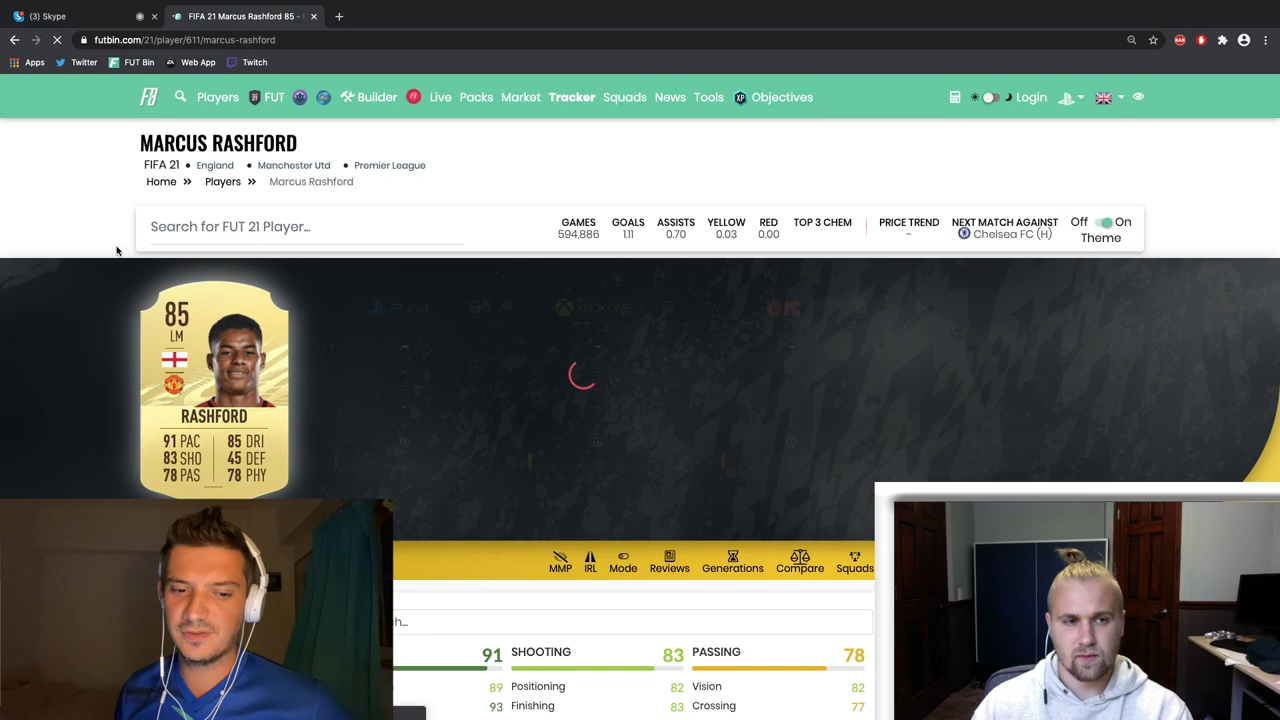 (3) Skype
FIFA 21 Marcus Rashford 85 -
futbin.com/21/player/611/marcus-rashford
Apps Twitter FUT Bin Web App Twitch
Players FUT Builder Live Packs Market Tracker Squads News Tools XP Objectives Login
MARCUS RASHFORD
FIFA 21 • England • Manchester Utd • Premier League
Home » Players » Marcus Rashford
Search for FUT 21 Player...
GAMES GOALS ASSISTS YELLOW RED TOP 3 CHEM PRICE TREND NEXT MATCH AGAINST Off On
594,886 1.11 0.70 0.03 0.00 - Chelsea FC (H) Theme
85
LM
RASHFORD
91 PAC 85 DRI
83 SHO 45 DEF
78 PAS 78 PHY
PS4 XBOX ONE
MMP IRL Mode Reviews Generations Compare Squads
ch...
91 SHOOTING 83 PASSING 78
89 Positioning 82 Vision 82
93 Finishing 83 Crossing 77